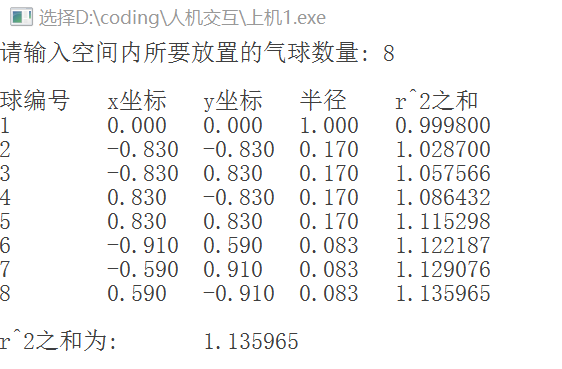 选择D:\coding\人机交互\上机1.exe
请输入空间内所要放置的气球数量: 8
球编号 x坐标 y坐标 半径 r^2之和
1 0.000 0.000 1.000 0.999800
2 -0.830 -0.830 0.170 1.028700
3 -0.830 0.830 0.170 1.057566
4 0.830 -0.830 0.170 1.086432
5 0.830 0.830 0.170 1.115298
6 -0.910 0.590 0.083 1.122187
7 -0.590 0.910 0.083 1.129076
8 0.590 -0.910 0.083 1.135965
r^2之和为: 1.135965